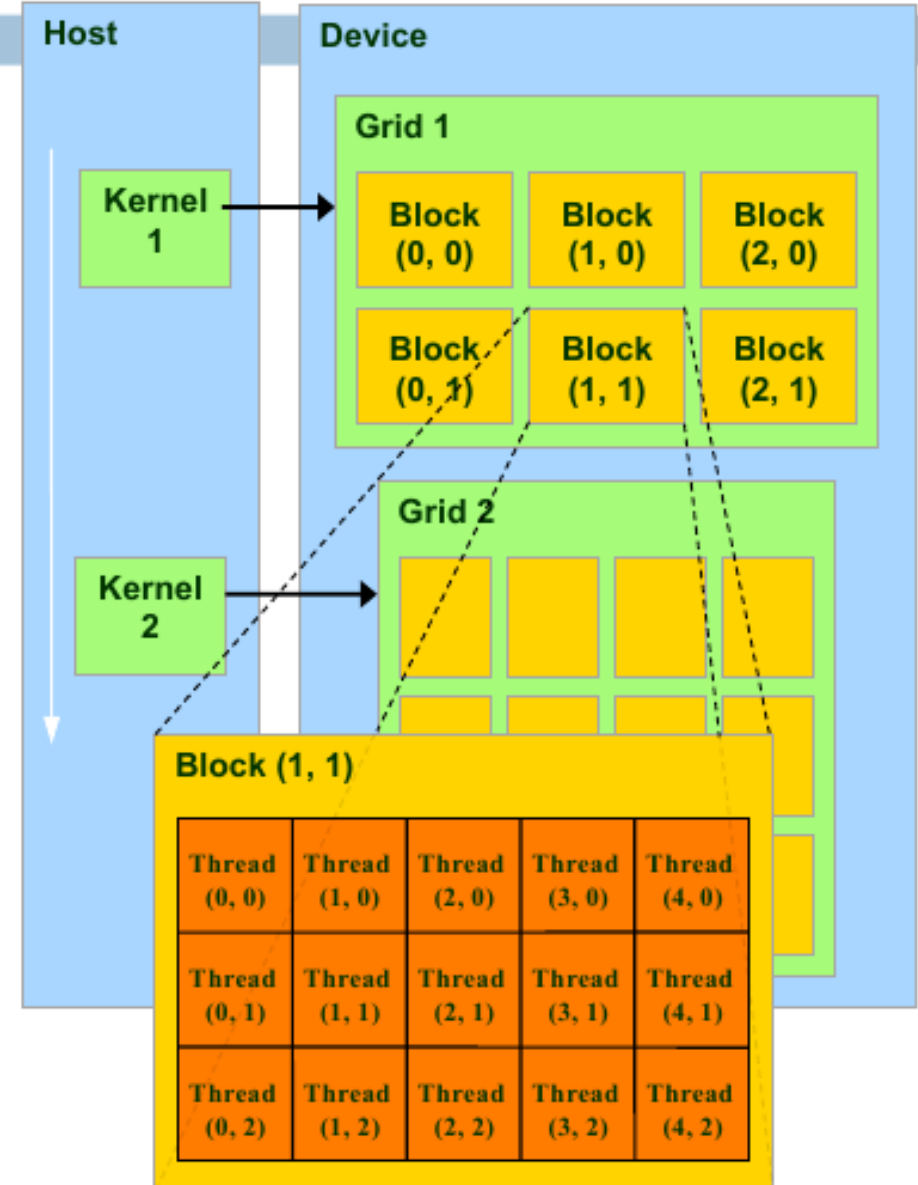 Host
Device
Grid 1
Kernel
1
Block
(0, 0)
Block
(1, 0)
Block
(2, 0)
Block
(0, 1)
Block
(1, 1)
Block
(2, 1)
Grid 2
Kernel
2
Block (1, 1)
Thread
(0, 0)
Thread
(1, 0)
Thread
(2, 0)
Thread
(3, 0)
Thread
(4, 0)
Thread
(0, 1)
Thread
(1, 1)
Thread
(2, 1)
Thread
(3, 1)
Thread
(4, 1)
Thread
(0, 2)
Thread
(1, 2)
Thread
(2, 2)
Thread
(3, 2)
Thread
(4, 2)